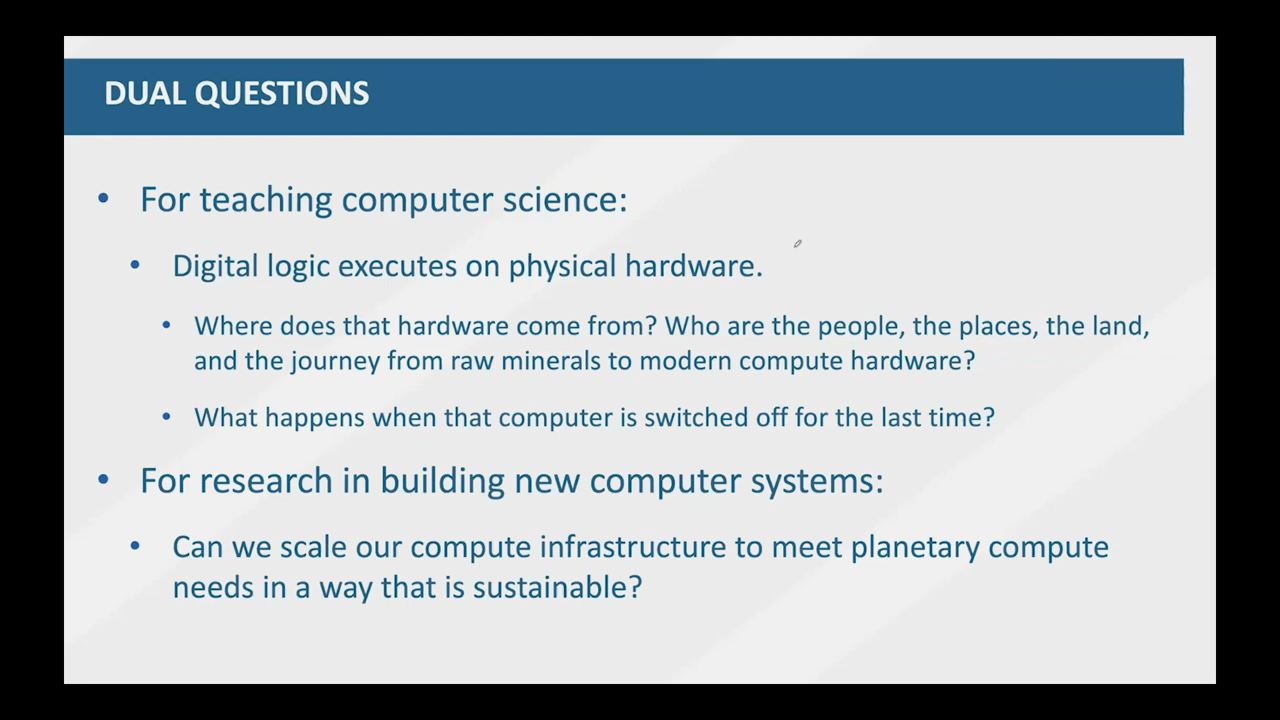 DUAL QUESTIONS
• For teaching computer science:
• Digital logic executes on physical hardware.
• Where does that hardware come from? Who are the people, the places, the land,
and the journey from raw minerals to modern compute hardware?
• What happens when that computer is switched off for the last time?
• For research in building new computer systems:
• Can we scale our compute infrastructure to meet planetary compute
needs in a way that is sustainable?